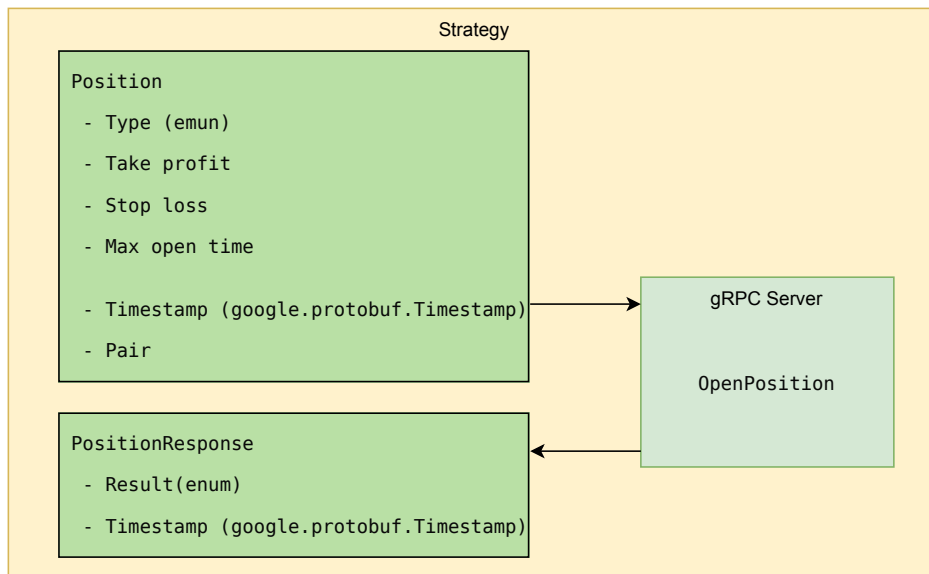 Strategy
Position
- Type (emun)
- Take profit
- Stop loss
- Max open time
- Timestamp (google.protobuf.Timestamp)
- Pair
gRPC Server
OpenPosition
PositionResponse
- Result(enum)
- Timestamp (google.protobuf.Timestamp)